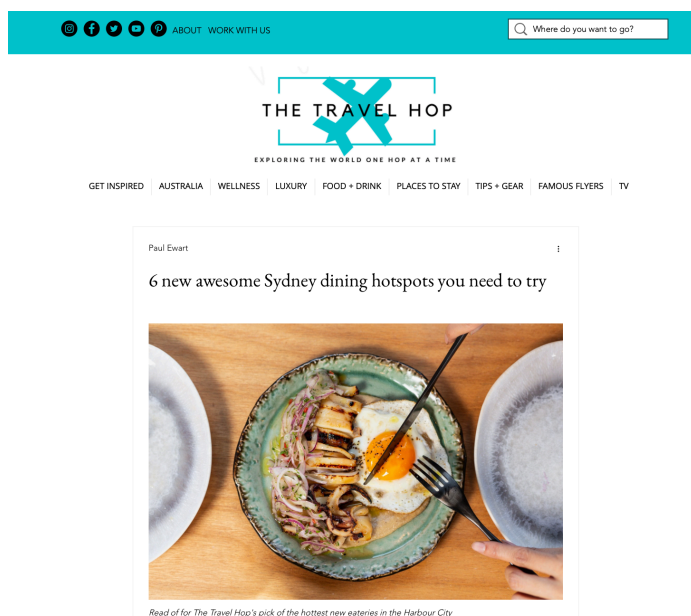 ABOUT WORK WITH US
Where do you want to go?
THE TRAVEL HOP
EXPLORING THE WORLD ONE HOP AT A TIME
GET INSPIRED AUSTRALIA WELLNESS LUXURY FOOD + DRINK PLACES TO STAY TIPS + GEAR FAMOUS FLYERS TV
Paul Ewart
6 new awesome Sydney dining hotspots you need to try
Read of for The Travel Hop's pick of the hottest new eateries in the Harbour City